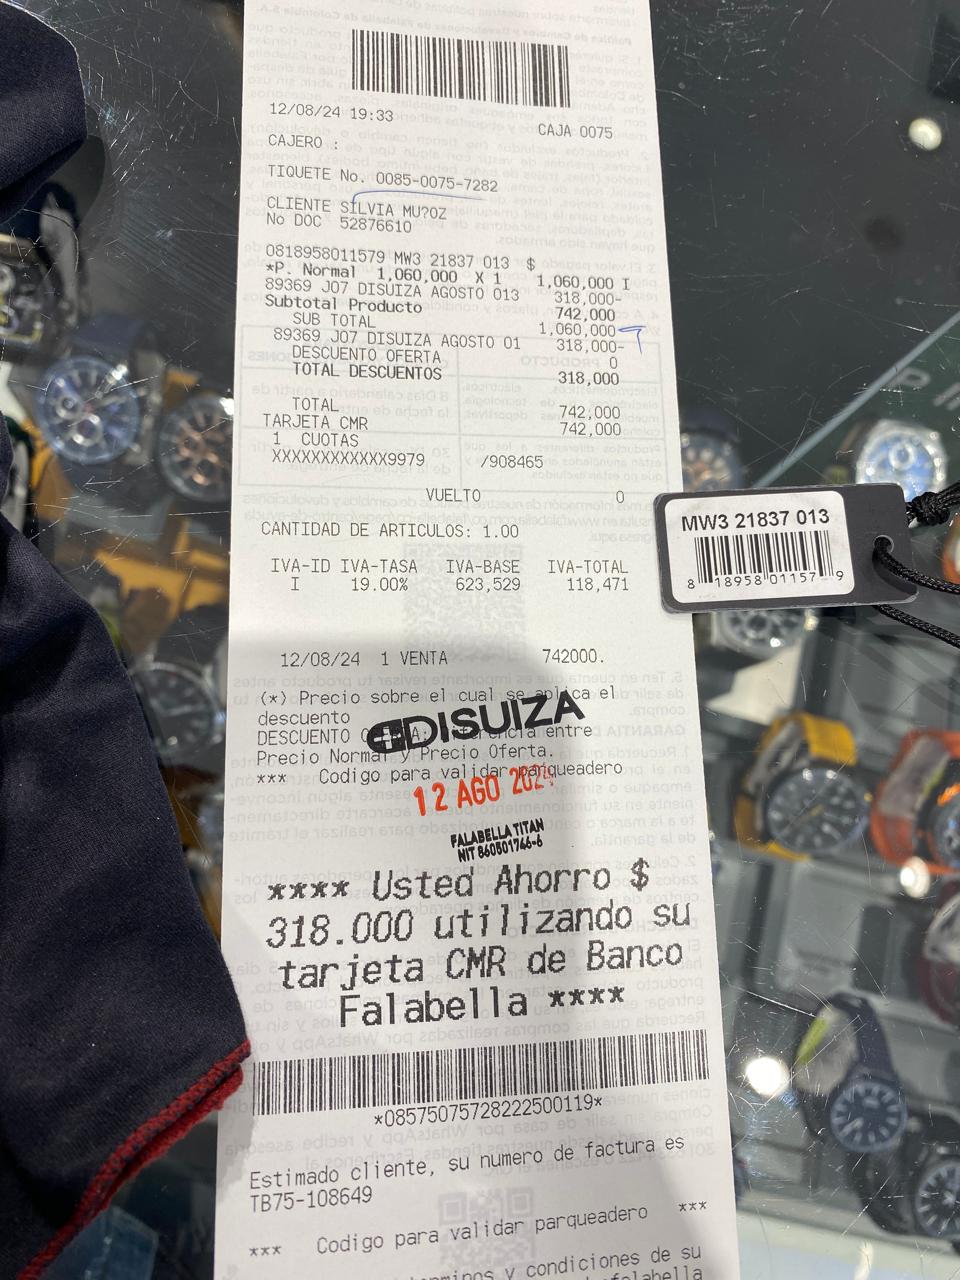 12/08/24 19:33
CAJA 0075
CAJERO :
TIQUETE No. 0085-0075-7282
CLIENTE SILVIA MU?OZ
No DOC 52876610
0818958011579 MW3 21837 013 $
*P. Normal 1,060,000 X 1 1,060,000 I
89369 J07 DISUIZA AGOSTO 013 318,000-
Subtotal Producto 742,000
SUB TOTAL 1,060,000
89369 J07 DISUIZA AGOSTO 01 318,000-
DESCUENTO OFERTA 0
TOTAL DESCUENTOS 318,000
TOTAL 742,000
TARJETA CMR 742,000
1 CUOTAS
XXXXXXXXXXXX9979 /908465
VUELTO 0
CANTIDAD DE ARTICULOS: 1.00
IVA-ID IVA-TASA IVA-BASE IVA-TOTAL
I 19.00% 623,529 118,471
12/08/24 1 VENTA 742000.
(*) Precio sobre el cual se aplica el
descuento
DESCUENTO entre
Precio Normal y Precio Oferta.
*** Codigo para validar parqueadero
DISUIZA
12 AGO 2024
FALABELLA TITAN
NIT 860501766-6
**** Usted Ahorro $
318.000 utilizando su
tarjeta CMR de Banco
Falabella ****
*08575075728222500119*
Estimado cliente, su numero de factura es
TB75-108649
*** Codigo para validar parqueadero ***
y condiciones de su
MW3 21837 013
8 18958 01157 9